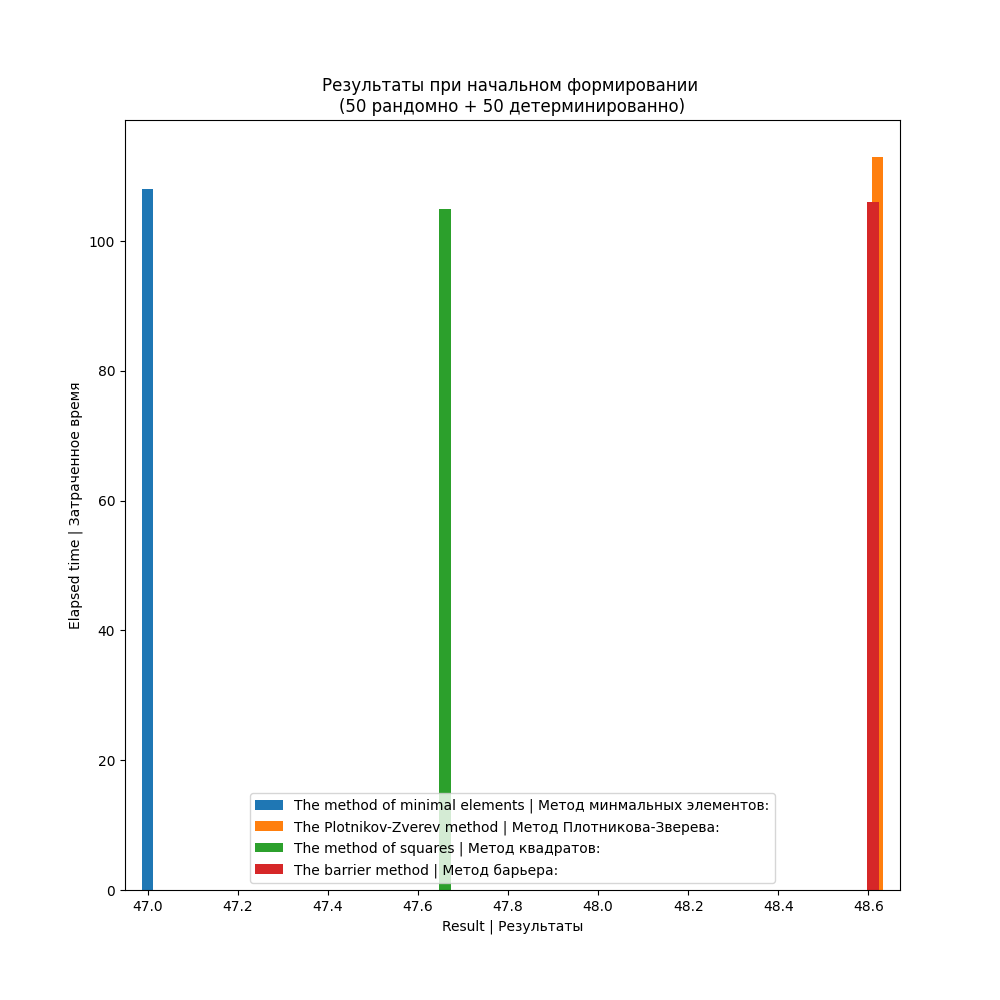 Результаты при начальном формировании
(50 рандомно + 50 детерминированно)
Elapsed time | Затраченное время
100
80
60
40
20
0
The method of minimal elements | Метод минмальных элементов:
The Plotnikov-Zverev method | Метод Плотникова-Зверева:
The method of squares | Метод квадратов:
The barrier method | Метод барьера:
47.0 47.2 47.4 47.6 47.8 48.0 48.2 48.4 48.6
Result | Результаты